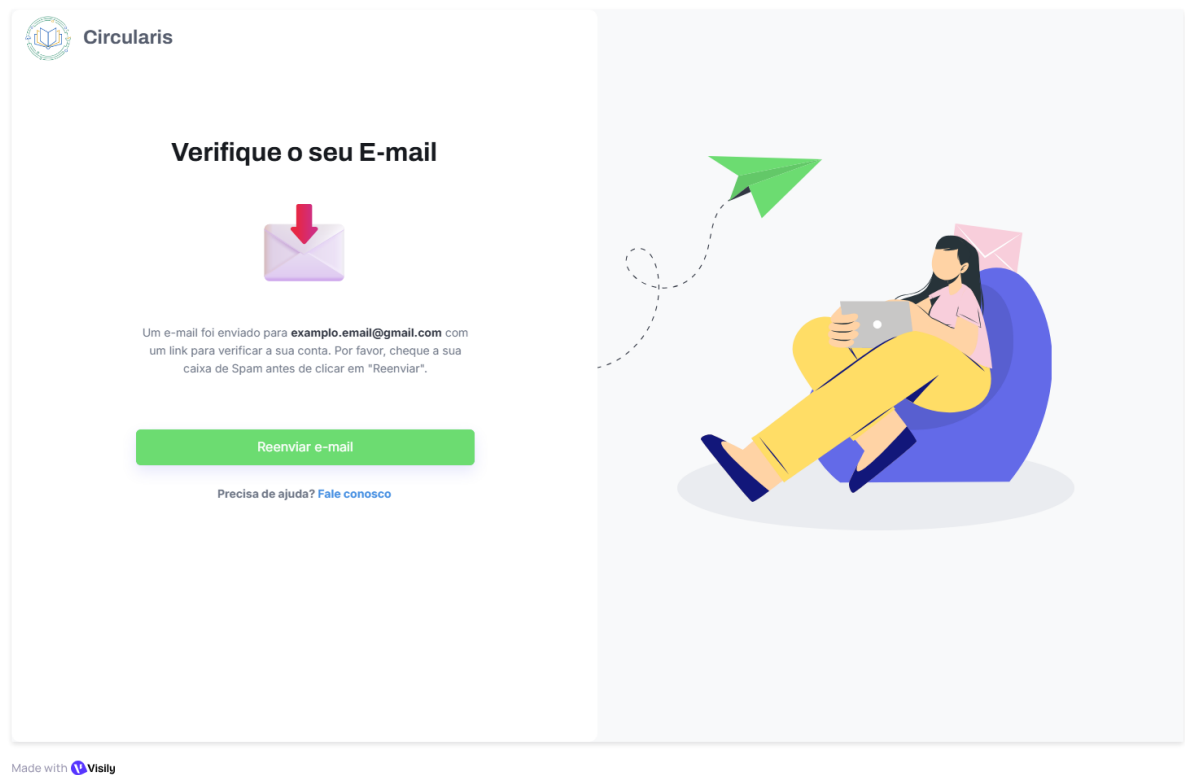 Circularis
Verifique o seu E-mail
Um e-mail foi enviado para examplo.email@gmail.com com
um link para verificar a sua conta. Por favor, cheque a sua
caixa de Spam antes de clicar em "Reenviar".
Reenviar e-mail
Precisa de ajuda? Fale conosco
Made with Visily